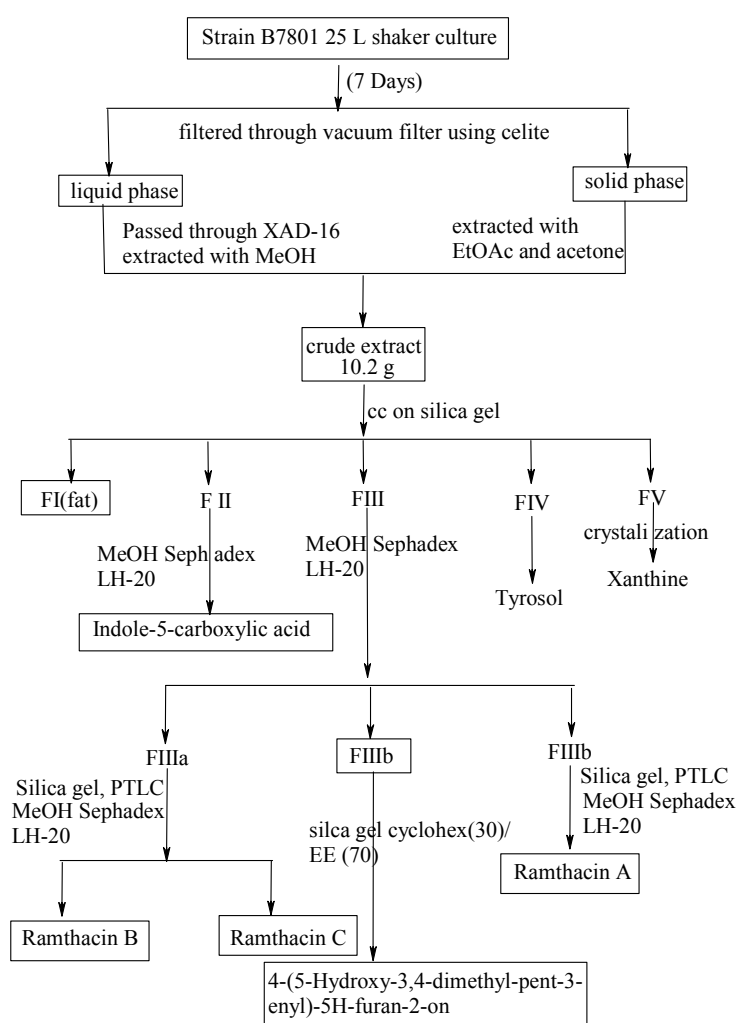 Strain B7801 25 L shaker culture
(7 Days)
filtered through vacuum filter using celite
liquid phase
solid phase
Passed through XAD-16
extracted with MeOH
extracted with
EtOAc and acetone
crude extract
10.2 g
cc on silica gel
FI(fat)
F II
FIII
FIV
FV
MeOH Sephadex
LH-20
MeOH Sephadex
LH-20
crystali zation
Tyrosol
Xanthine
Indole-5-carboxylic acid
FIIIa
FIIIb
FIIIb
Silica gel, PTLC
MeOH Sephadex
LH-20
silca gel cyclohex(30)/
EE (70)
Silica gel, PTLC
MeOH Sephadex
LH-20
Ramthacin A
Ramthacin B
Ramthacin C
4-(5-Hydroxy-3,4-dimethyl-pent-3-
enyl)-5H-furan-2-on